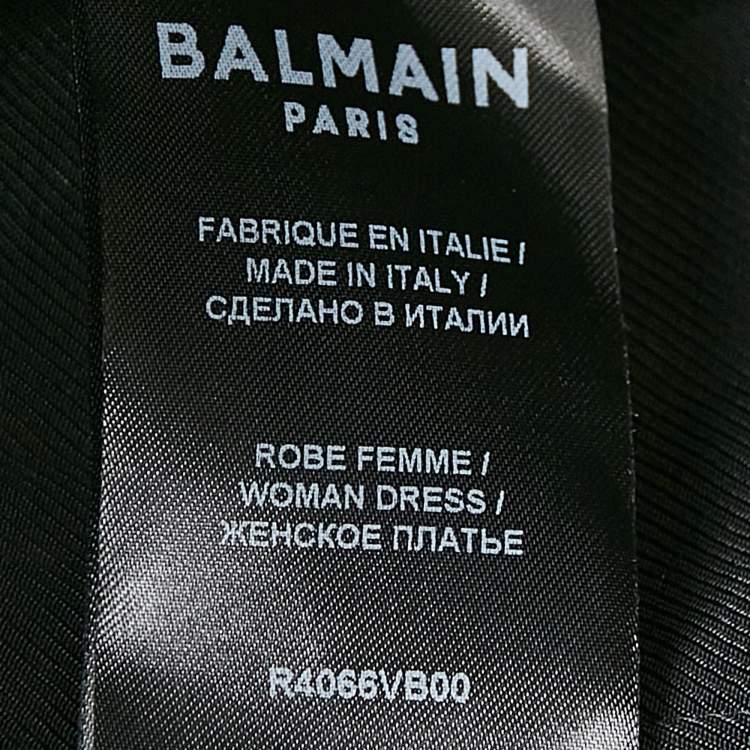 BALMAIN
PARIS
FABRIQUE EN ITALIE /
MADE IN ITALY /
СДЕЛАНО В ИТАЛИИ
ROBE FEMME /
WOMAN DRESS /
ЖЕНСКОЕ ПЛАТЬЕ
R4066VB00